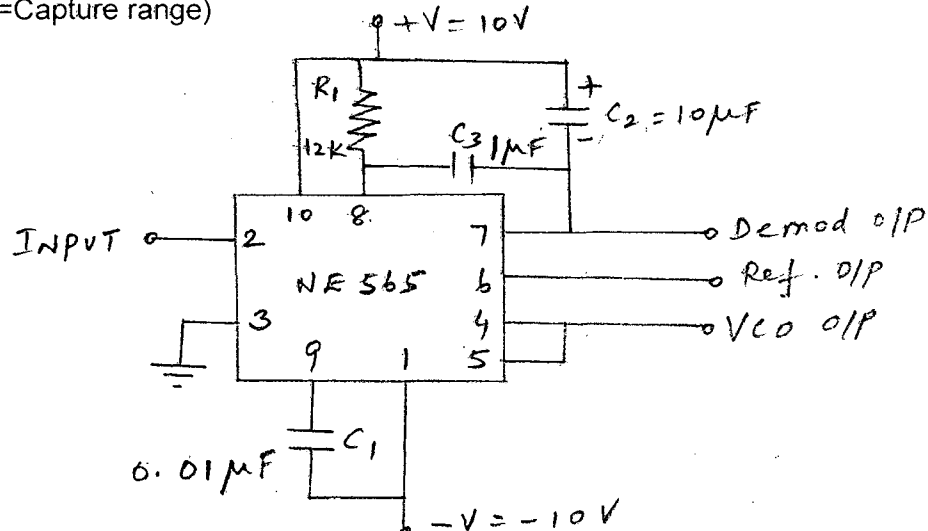 =Capture range)
+V = 10V
R1
12K
C3 1μF
+
C2 = 10μF
-
10 8.
INPUT 2 7 Demod o/p
NE 565 6 Ref. O/P
3 4 VCO o/p
9 1 5
C1
0.01μF
-V = -10V